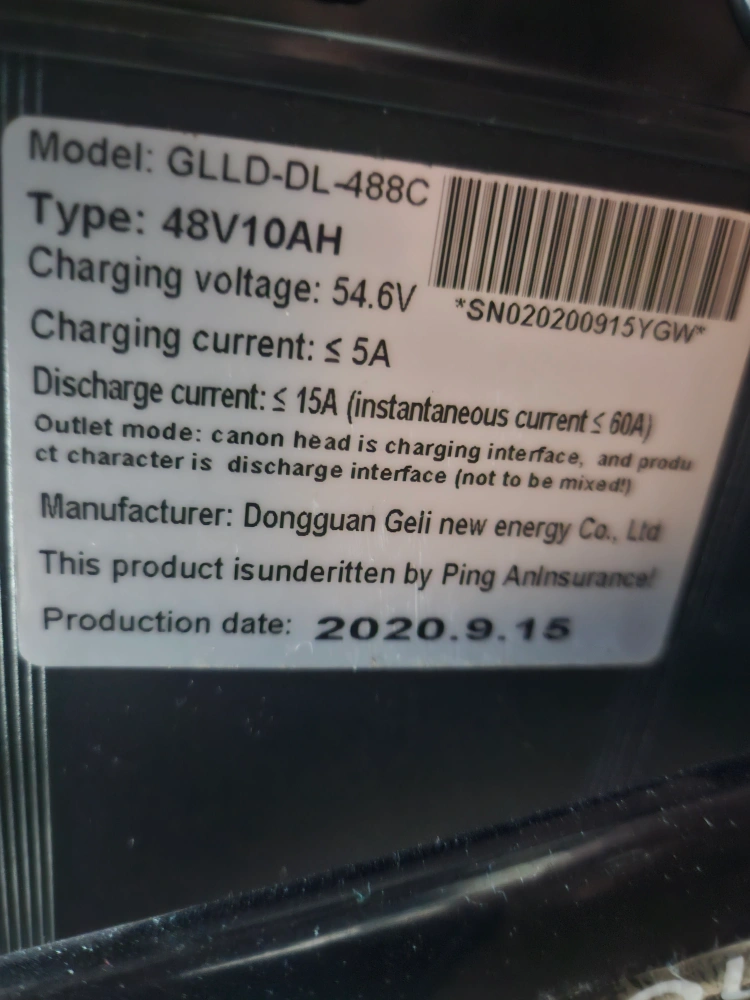 Model: GLLD-DL-488C
Type: 48V10AH
Charging voltage: 54.6V
*SN020200915YGW*
Charging current: ≤ 5A
Discharge current: ≤ 15A (instantaneous current ≤ 60A)
Outlet mode: canon head is charging interface, and produ
ct character is discharge interface (not to be mixed!)
Manufacturer: Dongguan Geli new energy Co., Ltd
This product isunderitten by Ping AnInsurance!
Production date: 2020.9.15